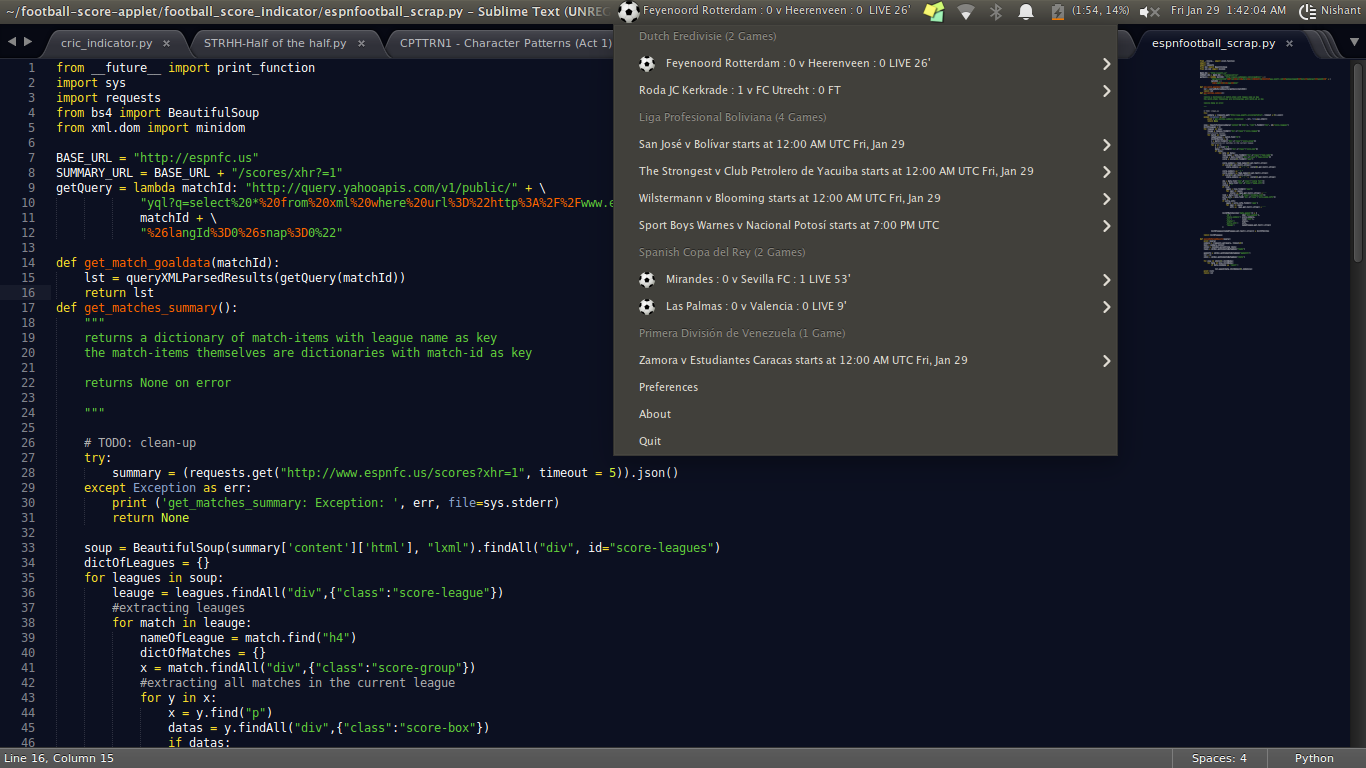 ~/football-score-applet/football_score_indicator/espnfootball_scrap.py - Sublime Text (UNREC
Feyenoord Rotterdam : 0 v Heerenveen : 0 LIVE 26'
(1:54, 14%)
Fri Jan 29 1:42:04 AM
Nishant
cric_indicator.py ×
STRHH-Half of the half.py ×
CPTTRN1 - Character Patterns (Act 1)
espnfootball_scrap.py ×
Dutch Eredivisie (2 Games)
Feyenoord Rotterdam : 0 v Heerenveen : 0 LIVE 26'
Roda JC Kerkrade : 1 v FC Utrecht : 0 FT
Liga Profesional Boliviana (4 Games)
San José v Bolívar starts at 12:00 AM UTC Fri, Jan 29
The Strongest v Club Petrolero de Yacuiba starts at 12:00 AM UTC Fri, Jan 29
Wilstermann v Blooming starts at 12:00 AM UTC Fri, Jan 29
Sport Boys Warnes v Nacional Potosí starts at 7:00 PM UTC
Spanish Copa del Rey (2 Games)
Mirandes : 0 v Sevilla FC : 1 LIVE 53'
Las Palmas : 0 v Valencia : 0 LIVE 9'
Primera División de Venezuela (1 Game)
Zamora v Estudiantes Caracas starts at 12:00 AM UTC Fri, Jan 29
Preferences
About
Quit
1 from __future__ import print_function
2 import sys
3 import requests
4 from bs4 import BeautifulSoup
5 from xml.dom import minidom
6
7 BASE_URL = "http://espnfc.us"
8 SUMMARY_URL = BASE_URL + "/scores/xhr?=1"
9 getQuery = lambda matchId: "http://query.yahooapis.com/v1/public/" + \
10 "yql?q=select%20*%20from%20xml%20where%20url%3D%22http%3A%2F%2Fwww.e
11 matchId + \
12 "%26langId%3D0%26snap%3D0%22"
13
14 def get_match_goaldata(matchId):
15 lst = queryXMLParsedResults(getQuery(matchId))
16 return lst
17 def get_matches_summary():
18 """
19 returns a dictionary of match-items with league name as key
20 the match-items themselves are dictionaries with match-id as key
21
22 returns None on error
23
24 """
25
26 # TODO: clean-up
27 try:
28 summary = (requests.get("http://www.espnfc.us/scores?xhr=1", timeout = 5)).json()
29 except Exception as err:
30 print ('get_matches_summary: Exception: ', err, file=sys.stderr)
31 return None
32
33 soup = BeautifulSoup(summary['content']['html'], "lxml").findAll("div", id="score-leagues")
34 dictOfLeagues = {}
35 for leagues in soup:
36 leauge = leagues.findAll("div",{"class":"score-league"})
37 #extracting leauges
38 for match in leauge:
39 nameOfLeague = match.find("h4")
40 dictOfMatches = {}
41 x = match.findAll("div",{"class":"score-group"})
42 #extracting all matches in the current league
43 for y in x:
44 x = y.find("p")
45 datas = y.findAll("div",{"class":"score-box"})
46 if datas:
Line 16, Column 15
Spaces: 4
Python